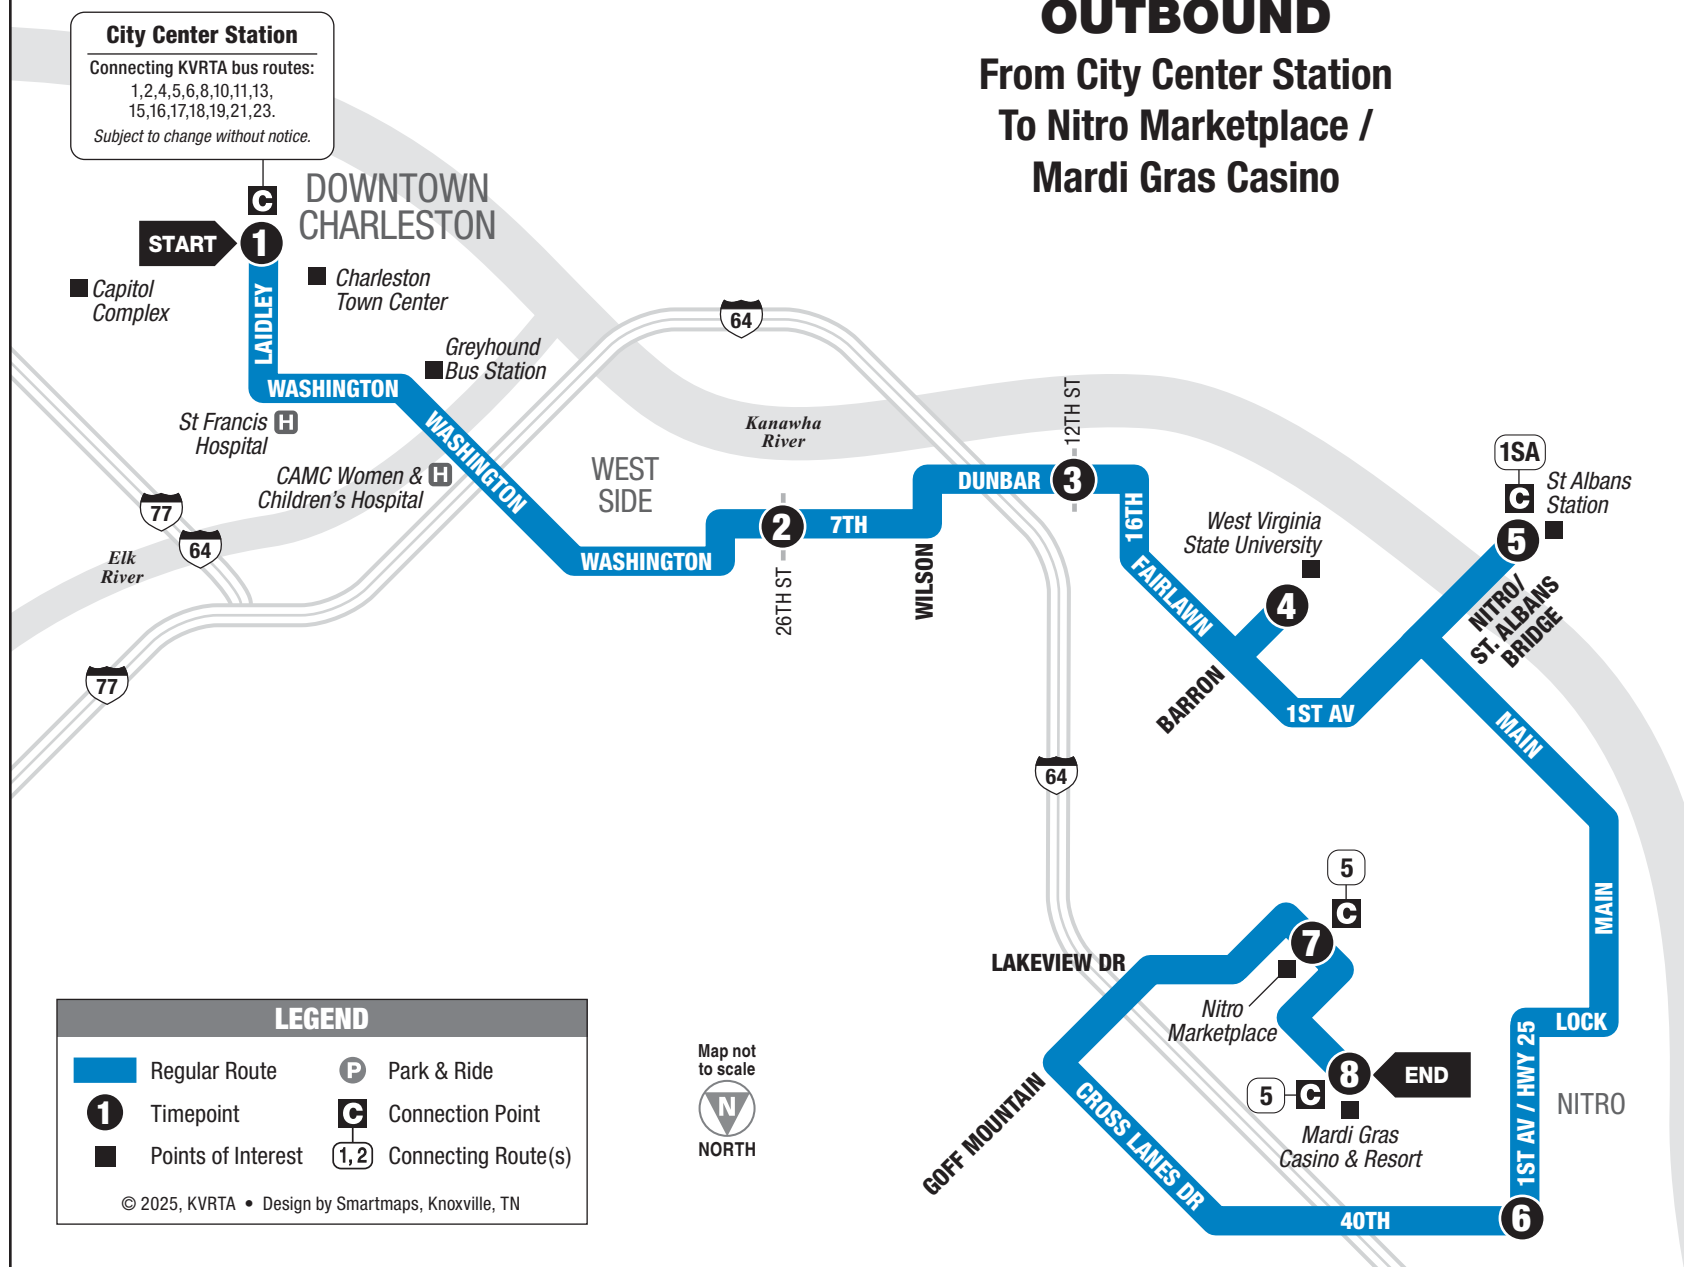 OUTBOUND
From City Center Station
To Nitro Marketplace /
Mardi Gras Casino
City Center Station
Connecting KVRTA bus routes:
1,2,4,5,6,8,10,11,13,
15,16,17,18,19,21,23.
Subject to change without notice.
C
DOWNTOWN
CHARLESTON
START
1
Capitol
Complex
Charleston
Town Center
LAIDLEY
Greyhound
Bus Station
WASHINGTON
St Francis
Hospital
H
WASHINGTON
CAMC Women &
Children's Hospital
H
77
64
Elk
River
77
64
WEST
SIDE
Kanawha
River
WASHINGTON
2
26TH ST
7TH
WILSON
DUNBAR
3
12TH ST
16TH
FAIRLAWN
West Virginia
State University
4
BARRON
1ST AV
1SA
C
St Albans
Station
5
NITRO/
ST. ALBANS
BRIDGE
MAIN
64
MAIN
LOCK
1ST AV / HWY 25
NITRO
6
40TH
CROSS LANES DR
GOFF MOUNTAIN
LAKEVIEW DR
5
C
7
Nitro
Marketplace
8
END
5
C
Mardi Gras
Casino & Resort
LEGEND
Regular Route
P
Park & Ride
1
Timepoint
C
Connection Point
Points of Interest
1, 2
Connecting Route(s)
© 2025, KVRTA • Design by Smartmaps, Knoxville, TN
Map not
to scale
N
NORTH